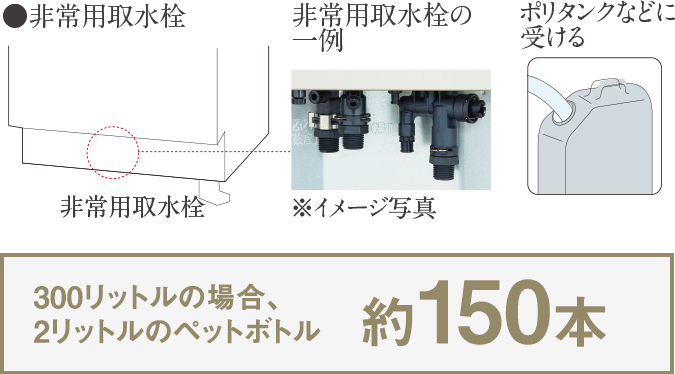 ●非常用取水栓
非常用取水栓の
一例
ポリタンクなどに
受ける
非常用取水栓
※イメージ写真
300リットルの場合、
2リットルのペットボトル
約150本